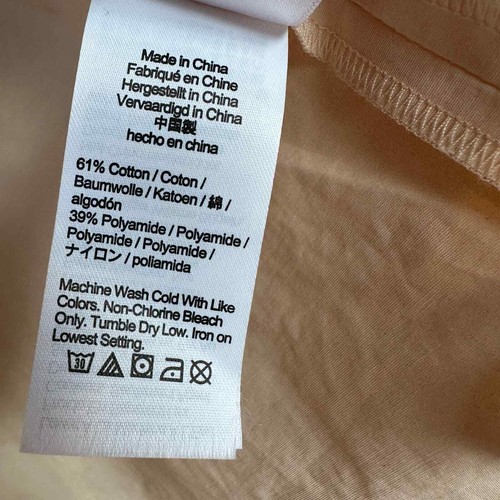 Made in China
Fabriqué en Chine
Hergestellt in China
Vervaardigd in China
中国製
hecho en china
61% Cotton / Coton /
Baumwolle / Katoen / 綿 /
algodón
39% Polyamide / Polyamide /
Polyamide / Polyamide /
ナイロン / poliamida
Machine Wash Cold With Like
Colors. Non-Chlorine Bleach
Only. Tumble Dry Low. Iron on
Lowest Setting.
30